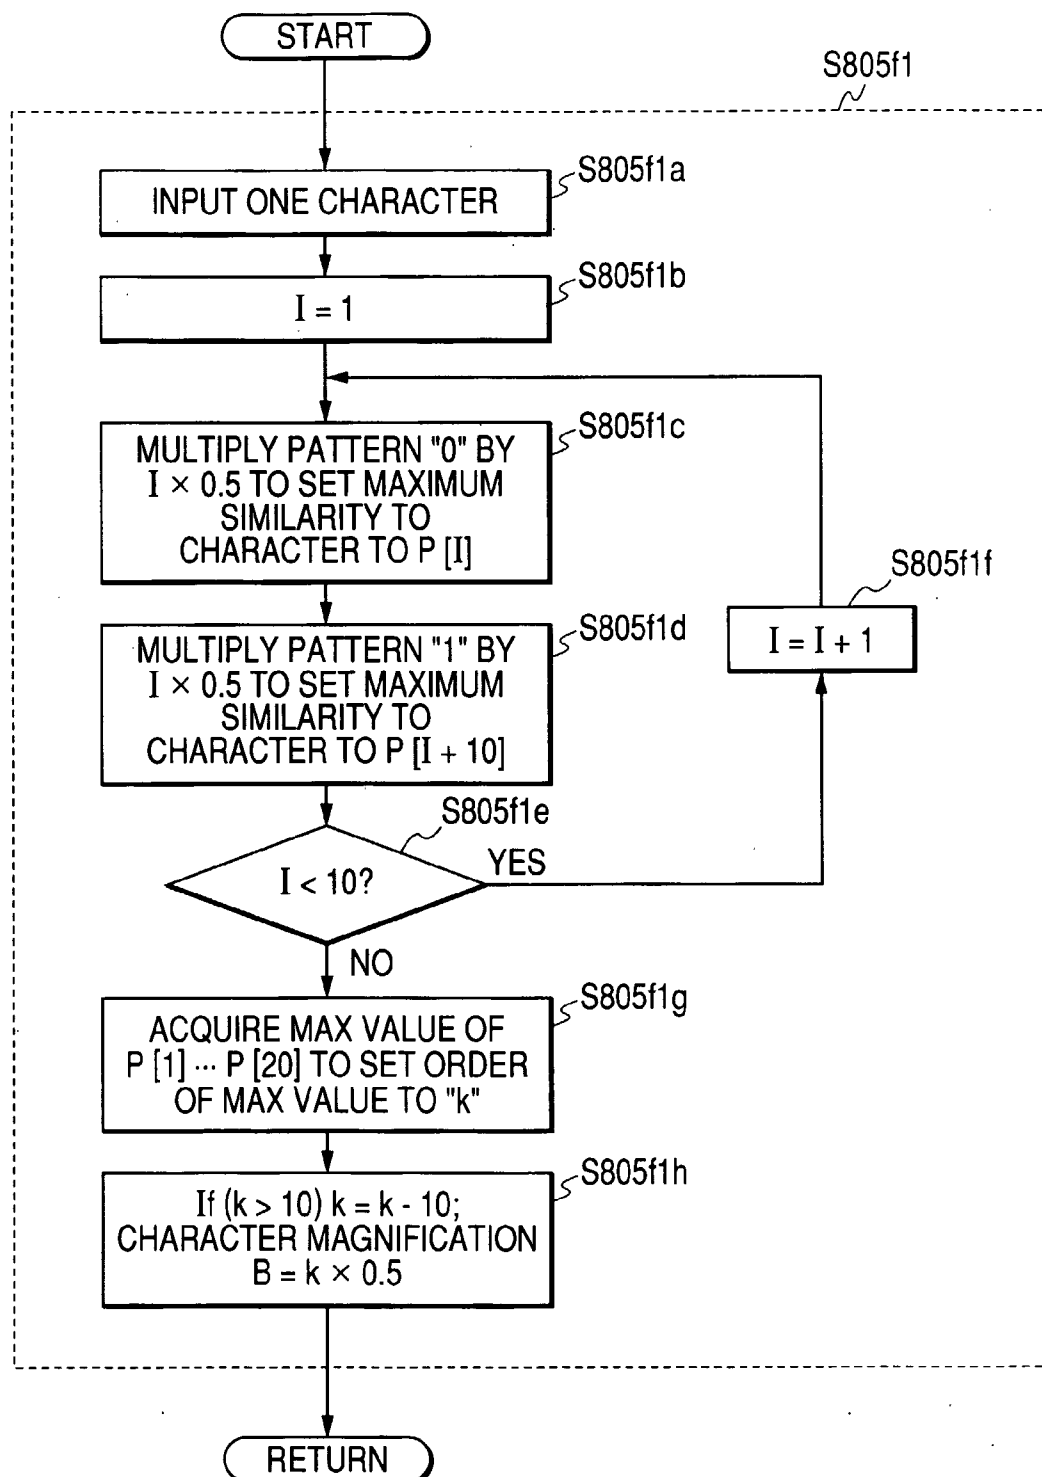 START
S805f1
S805f1a
INPUT ONE CHARACTER
S805f1b
I = 1
S805f1c
MULTIPLY PATTERN "0" BY
I × 0.5 TO SET MAXIMUM
SIMILARITY TO
CHARACTER TO P [I]
S805f1f
I = I + 1
S805f1d
MULTIPLY PATTERN "1" BY
I × 0.5 TO SET MAXIMUM
SIMILARITY TO
CHARACTER TO P [I + 10]
S805f1e
I < 10?
YES
NO
S805f1g
ACQUIRE MAX VALUE OF
P [1] ··· P [20] TO SET ORDER
OF MAX VALUE TO "k"
S805f1h
If (k > 10) k = k - 10;
CHARACTER MAGNIFICATION
B = k × 0.5
RETURN